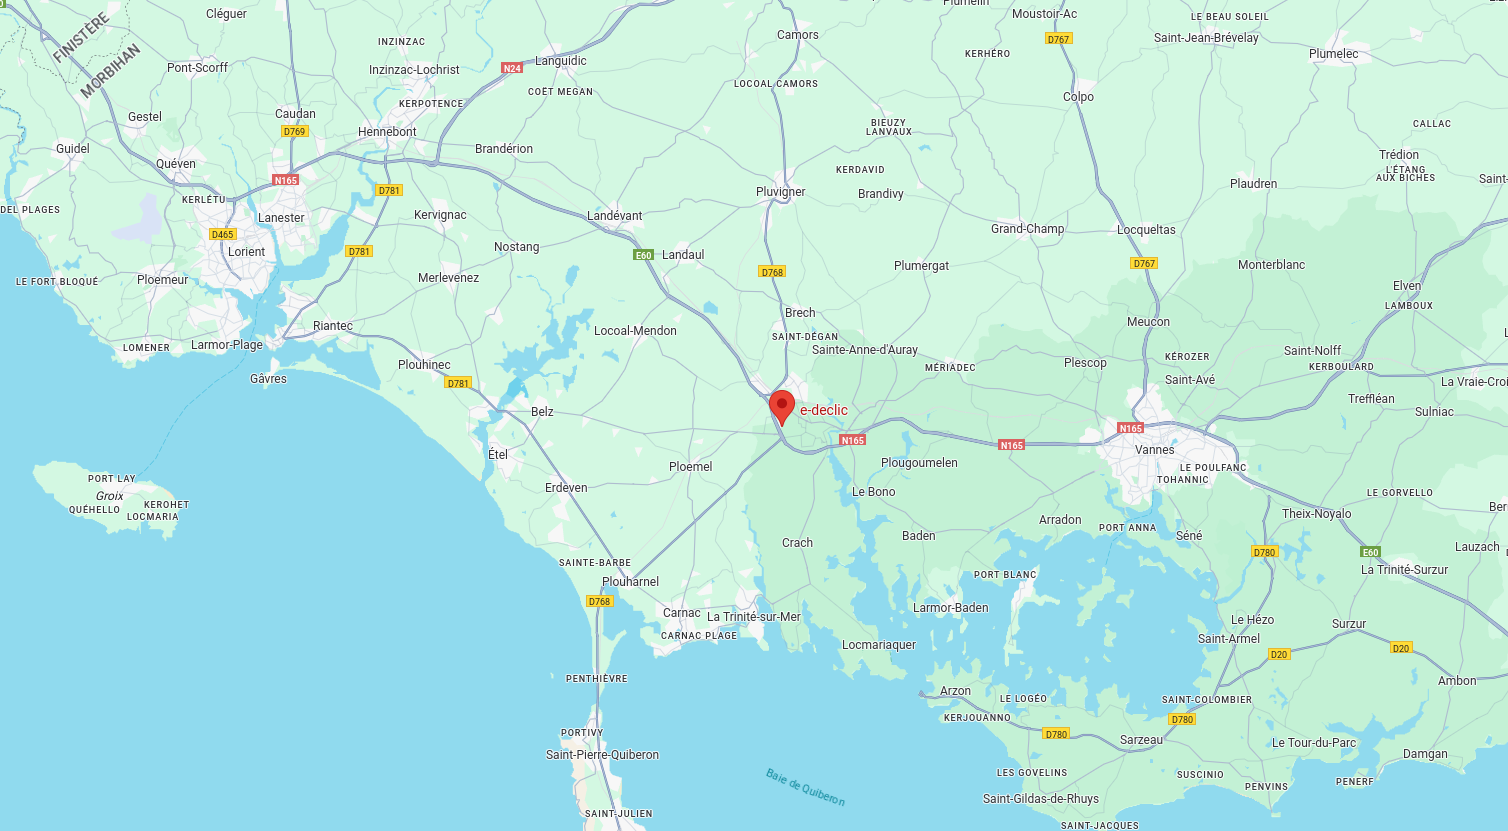 Plumelin
Cléguer
Moustoir-Ac
LE BEAU SOLEIL
FINISTÈRE
MORBIHAN
Camors
D767
Saint-Jean-Brévelay
INZINZAC
KERHÉRO
Plumelec
Pont-Scorff
Inzinzac-Lochrist
N24
Languidic
COËT MEGAN
LOCOAL CAMORS
Colpo
KERPOTENCE
Gestel
Caudan
D769
Hennebont
BIEUZY
LANVAUX
CALLAC
Guidel
Quéven
Brandérion
KERDAVID
Trédion
L'ÉTANG
AUX BICHES
N165
D781
Pluvigner
Brandivy
Plaudren
Saint-
KERLÉTU
DEL PLAGES
Lanester
Kervignac
Landévant
D465
Lorient
D781
Nostang
E60
Landaul
Grand-Champ
Locqueltas
LE FORT BLOQUÉ
Ploemeur
Merlevenez
D768
Plumergat
D767
Monterblanc
Elven
LAMBOUX
Riantec
Locoal-Mendon
Brech
SAINT-DÉGAN
Meucon
LOMENER
Larmor-Plage
Sainte-Anne-d'Auray
Saint-Nolff
KERBOULARD
Gâvres
Plouhinec
D781
MÉRIADEC
Plescop
KÉROZER
Saint-Avé
La Vraie-Croi
Treffléan
Belz
e-declic
Sulniac
N165
N165
N165
Vannes
Étel
Ploemel
Plougoumelen
LE POULFANC
TOHANNIC
PORT LAY
Groix
QUÉHELLO
KEROHET
LOCMARIA
Erdeven
Le Bono
LE GORVELLO
Ber
Arradon
PORT ANNA
Theix-Noyalo
Crach
Baden
Séné
D780
E60
Lauzach
SAINTE-BARBE
Plouharnel
PORT BLANC
La Trinité-Surzur
D768
Carnac
La Trinité-sur-Mer
Larmor-Baden
Le Hézo
Surzur
CARNAC PLAGE
Locmariaquer
Saint-Armel
D20
D20
PENTHIÈVRE
Arzon
LE LOGÉO
SAINT-COLOMBIER
Ambon
KERJOUANNO
D780
PORTIVY
D780
Sarzeau
Le Tour-du-Parc
Saint-Pierre-Quiberon
Damgan
Baie de Quiberon
LES GOVELINS
SUSCINIO
PENVINS
PENERF
Saint-Gildas-de-Rhuys
SAINT-JULIEN
SAINT-JACQUES